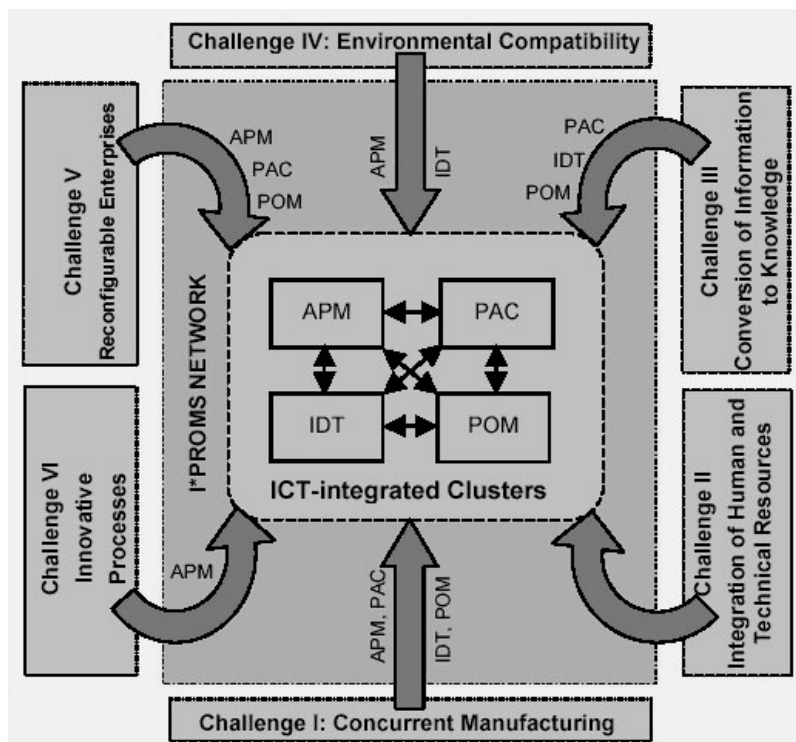 Challenge IV: Environmental Compatibility
Challenge V
Reconfigurable Enterprises
APM
PAC
POM
APM
IDT
PAC
IDT
POM
Challenge III
Conversion of Information
to Knowledge
I*PROMS NETWORK
APM
PAC
IDT
POM
ICT-integrated Clusters
Challenge VI
Innovative
Processes
APM
APM, PAC
IDT, POM
Challenge II
Integration of Human and
Technical Resources
Challenge I: Concurrent Manufacturing